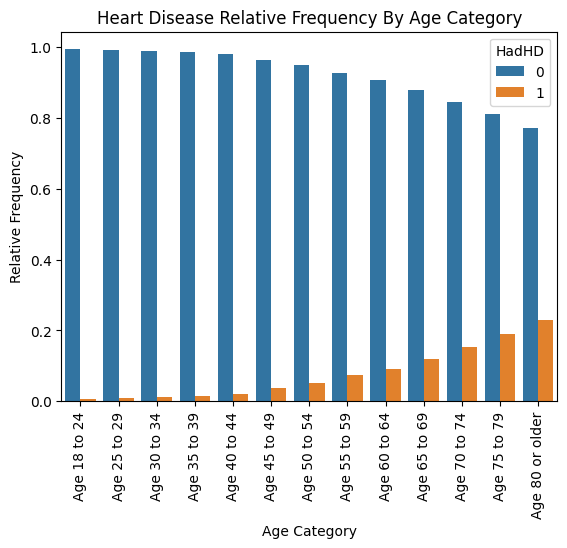 Heart Disease Relative Frequency By Age Category
HadHD
0
1
Relative Frequency
1.0
0.8
0.6
0.4
0.2
0.0
Age 18 to 24
Age 25 to 29
Age 30 to 34
Age 35 to 39
Age 40 to 44
Age 45 to 49
Age 50 to 54
Age 55 to 59
Age 60 to 64
Age 65 to 69
Age 70 to 74
Age 75 to 79
Age 80 or older
Age Category